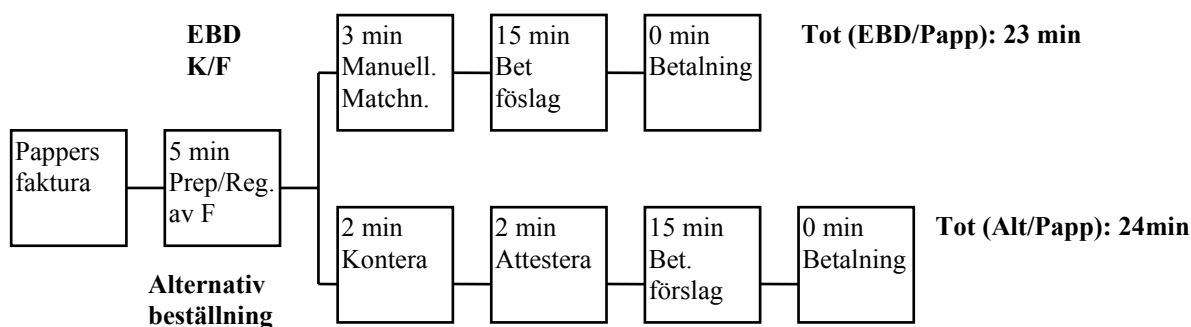 EBD
K/F
3 min
Manuell.
Matchn.
15 min
Bet
föslag
0 min
Betalning
Tot (EBD/Papp): 23 min
Pappers
faktura
5 min
Prep/Reg.
av F
2 min
Kontera
2 min
Attestera
15 min
Bet.
förslag
0 min
Betalning
Tot (Alt/Papp): 24min
Alternativ
beställning